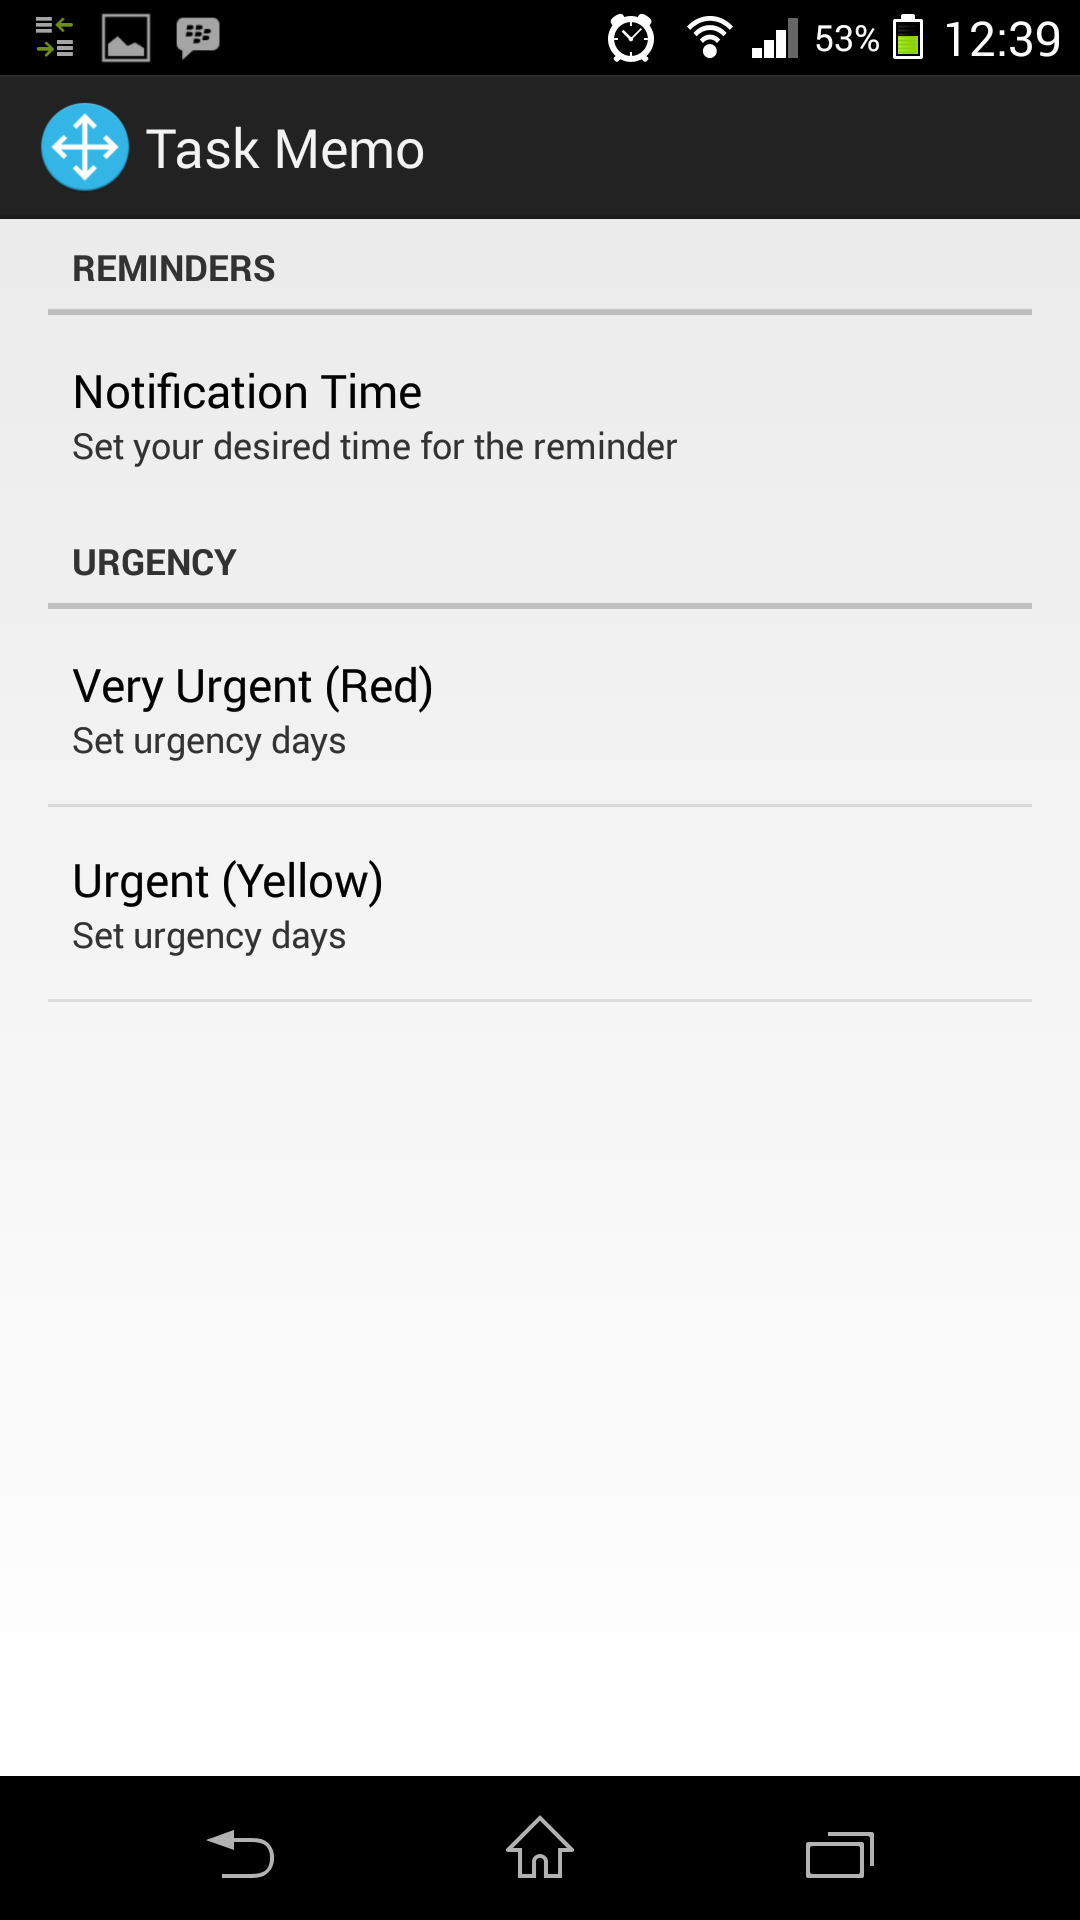 53% 12:39
Task Memo
REMINDERS
Notification Time
Set your desired time for the reminder
URGENCY
Very Urgent (Red)
Set urgency days
Urgent (Yellow)
Set urgency days